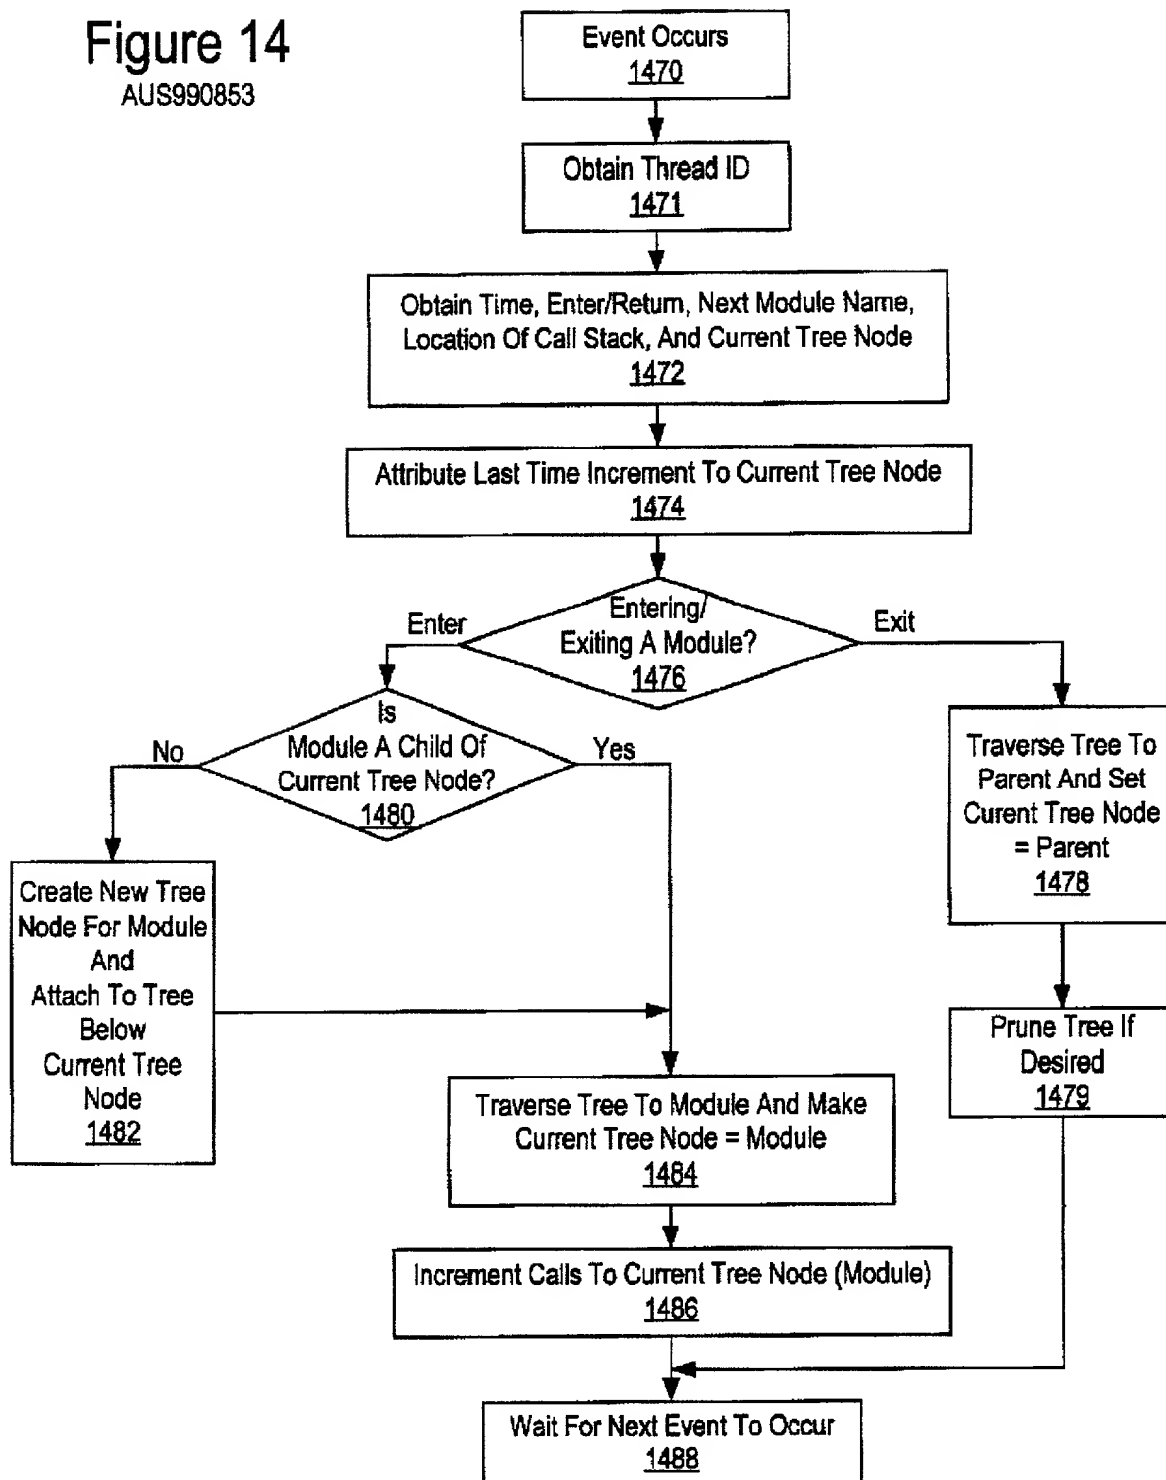 Figure 14
AUS990853
Event Occurs
1470
Obtain Thread ID
1471
Obtain Time, Enter/Return, Next Module Name,
Location Of Call Stack, And Current Tree Node
1472
Attribute Last Time Increment To Current Tree Node
1474
Entering/
Exiting A Module?
1476
Enter
Exit
Is
Module A Child Of
Current Tree Node?
1480
No
Yes
Traverse Tree To
Parent And Set
Curent Tree Node
= Parent
1478
Create New Tree
Node For Module
And
Attach To Tree
Below
Current Tree
Node
1482
Prune Tree If
Desired
1479
Traverse Tree To Module And Make
Current Tree Node = Module
1484
Increment Calls To Current Tree Node (Module)
1486
Wait For Next Event To Occur
1488